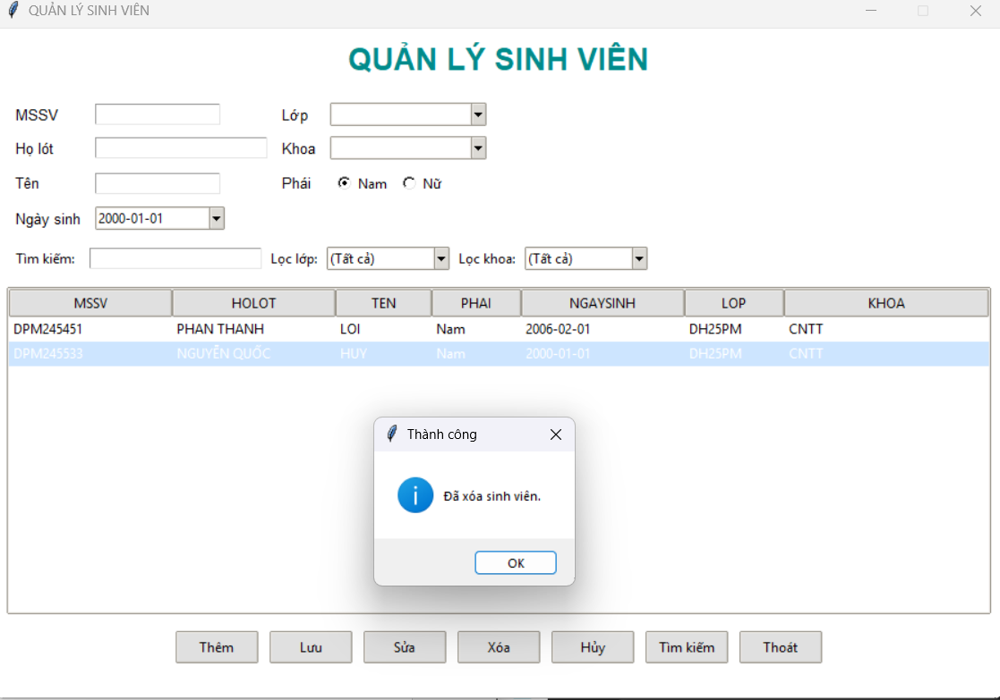 QUẢN LÝ SINH VIÊN
QUẢN LÝ SINH VIÊN
MSSV Lớp
Họ lót Khoa
Tên Phái Nam Nữ
Ngày sinh 2000-01-01
Tìm kiếm: Lọc lớp: (Tất cả) Lọc khoa: (Tất cả)
MSSV HOLOT TEN PHAI NGAYSINH LOP KHOA
DPM245451 PHAN THANH LOI Nam 2006-02-01 DH25PM CNTT
DPM245533 NGUYỄN QUỐC HUY Nam 2000-01-01 DH25PM CNTT
Thành công
Đã xóa sinh viên.
OK
Thêm Lưu Sửa Xóa Hủy Tìm kiếm Thoát